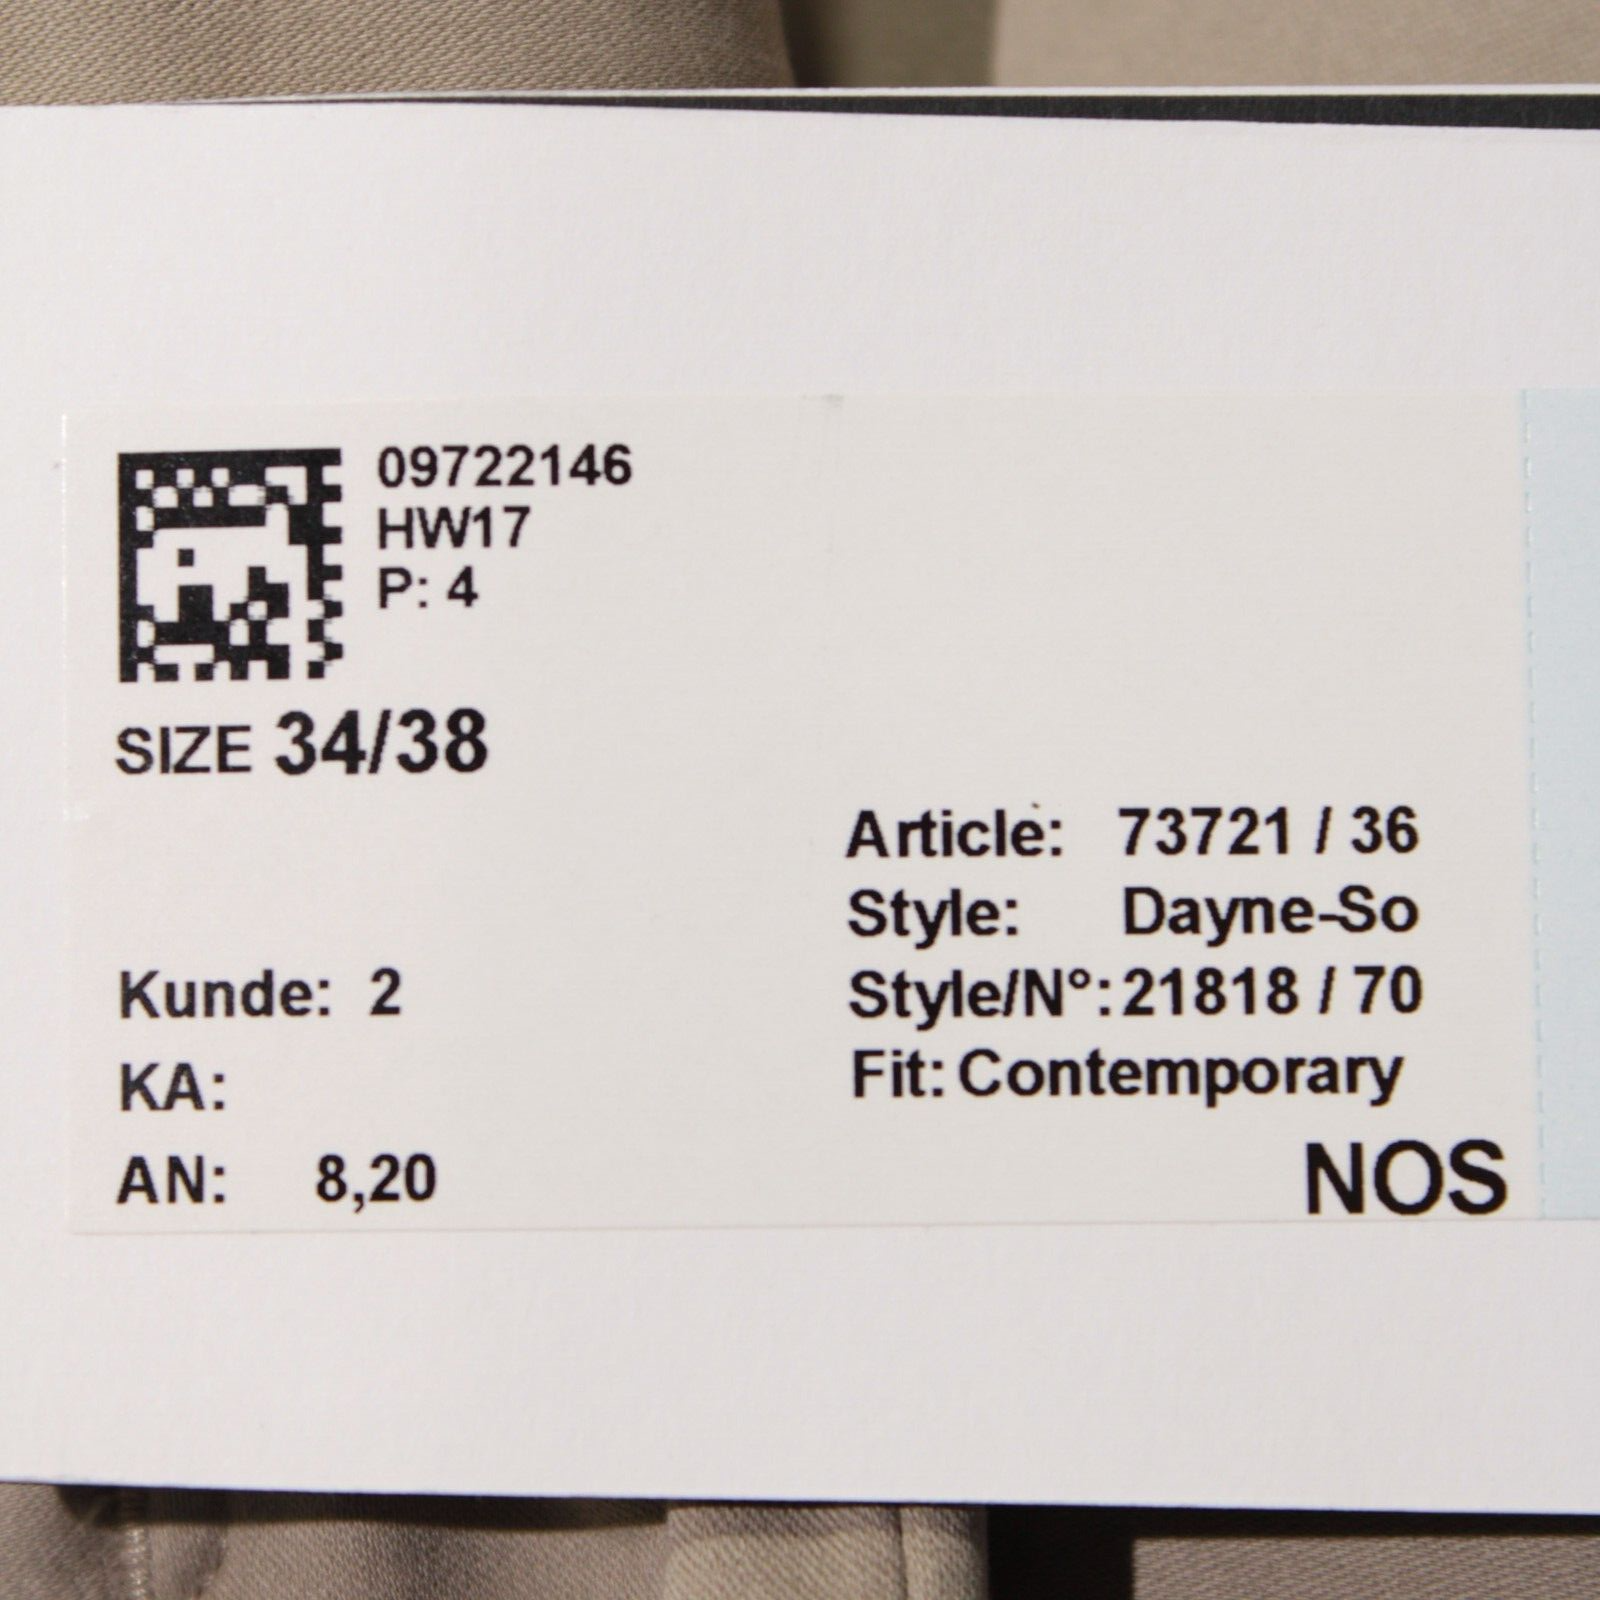 09722146
HW17
P: 4
SIZE 34/38
Kunde: 2
KA:
AN: 8,20
Article: 73721 / 36
Style: Dayne-So
Style/N°: 21818 / 70
Fit: Contemporary
NOS